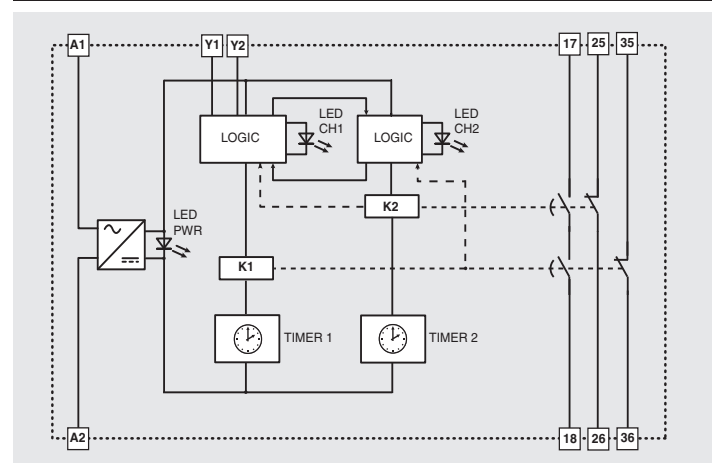 A1 Y1 Y2 17 25 35
LED
CH1
LED
CH2
LOGIC
LOGIC
K2
LED
PWR
K1
TIMER 1
TIMER 2
A2 18 26 36